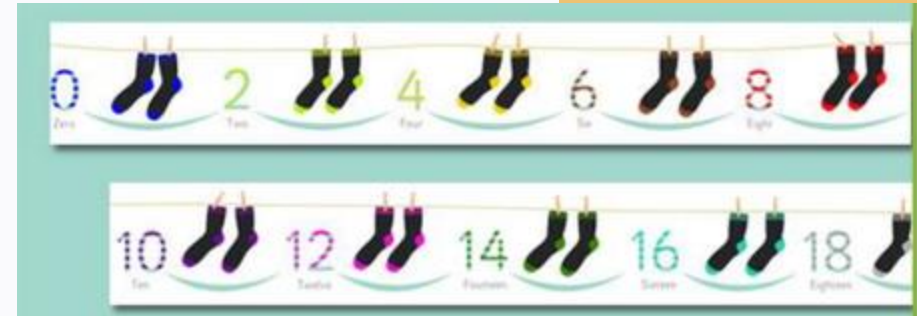 0 2 4 6 8
Zero Two Four Six Eight
10 12 14 16 18
Ten Twelve Fourteen Sixteen Eighteen